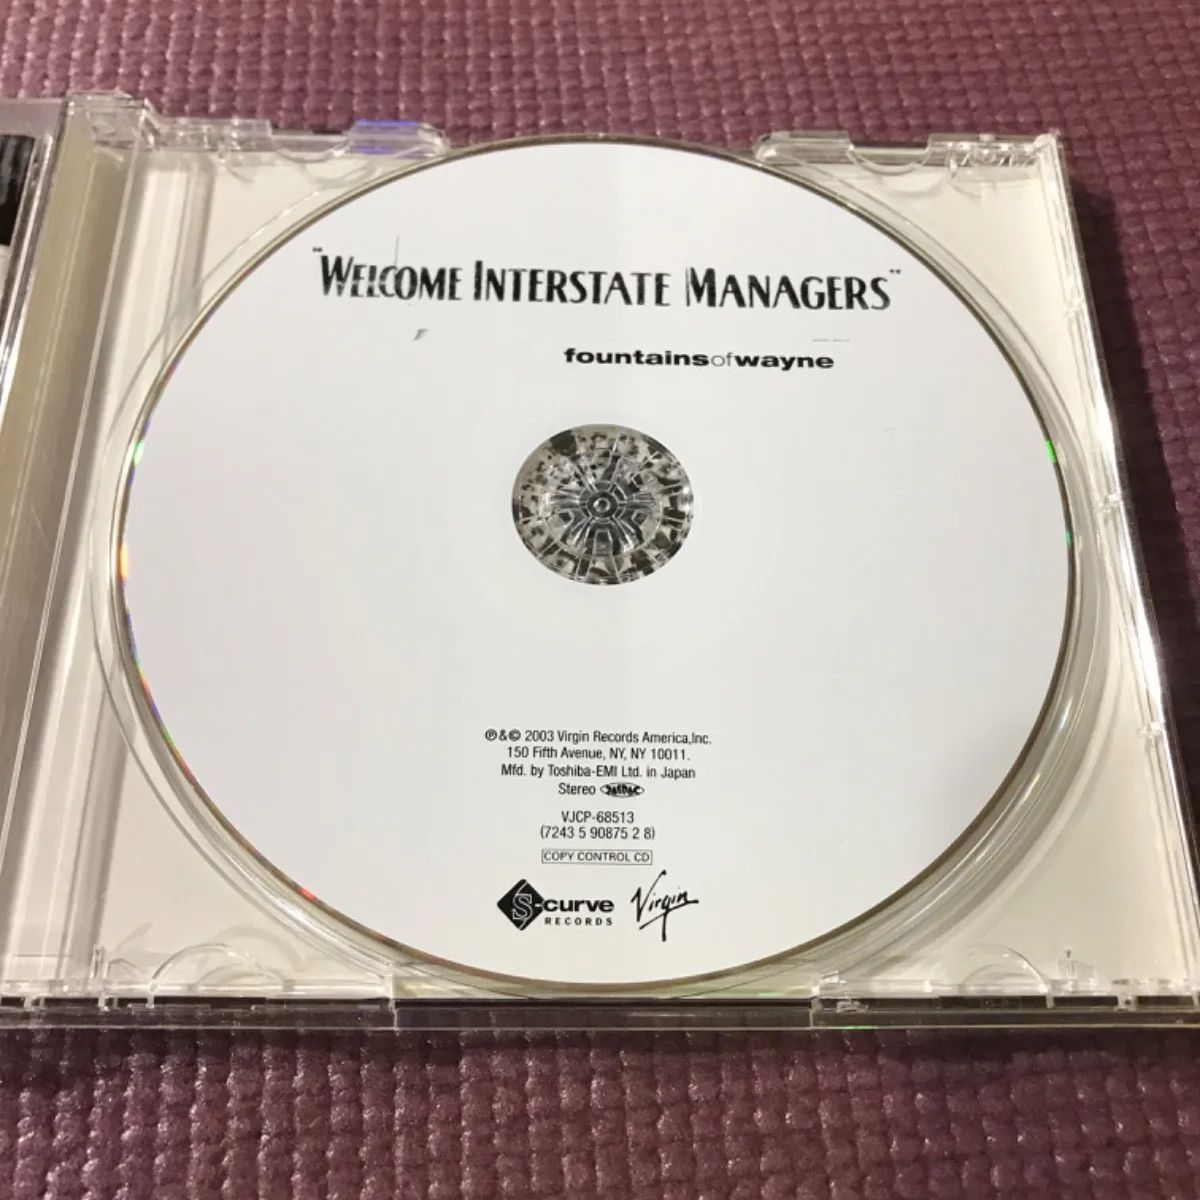 "WELCOME INTERSTATE MANAGERS"
fountainsofwayne
℗&© 2003 Virgin Records America,Inc.
150 Fifth Avenue, NY, NY 10011.
Mfd. by Toshiba-EMI Ltd. in Japan
Stereo
VJCP-68513
(7243 5 90875 2 8)
COPY CONTROL CD
S-curve
RECORDS
Virgin